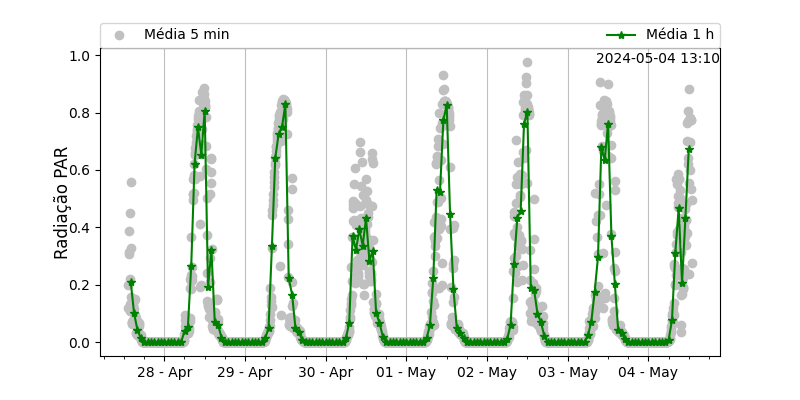 Média 5 min
Média 1 h
2024-05-04 13:10
Radiação PAR
1.0
0.8
0.6
0.4
0.2
0.0
28 - Apr
29 - Apr
30 - Apr
01 - May
02 - May
03 - May
04 - May